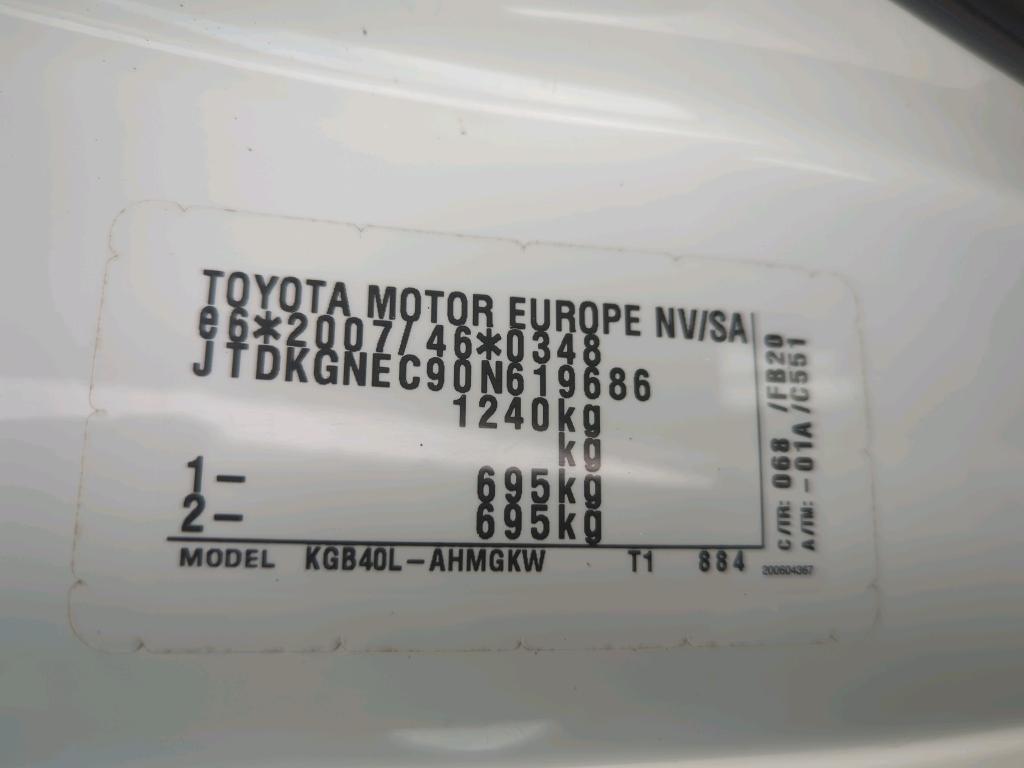 TOYOTA MOTOR EUROPE NV/SA
e6*2007/46*0348
JTDKGNEC90N619686
1240kg
kg
1- 695kg
2- 695kg
MODEL KGB40L-AHMGKW T1 884
C/TR: 068 /FB20
A/TM: -01A /C551
200604367